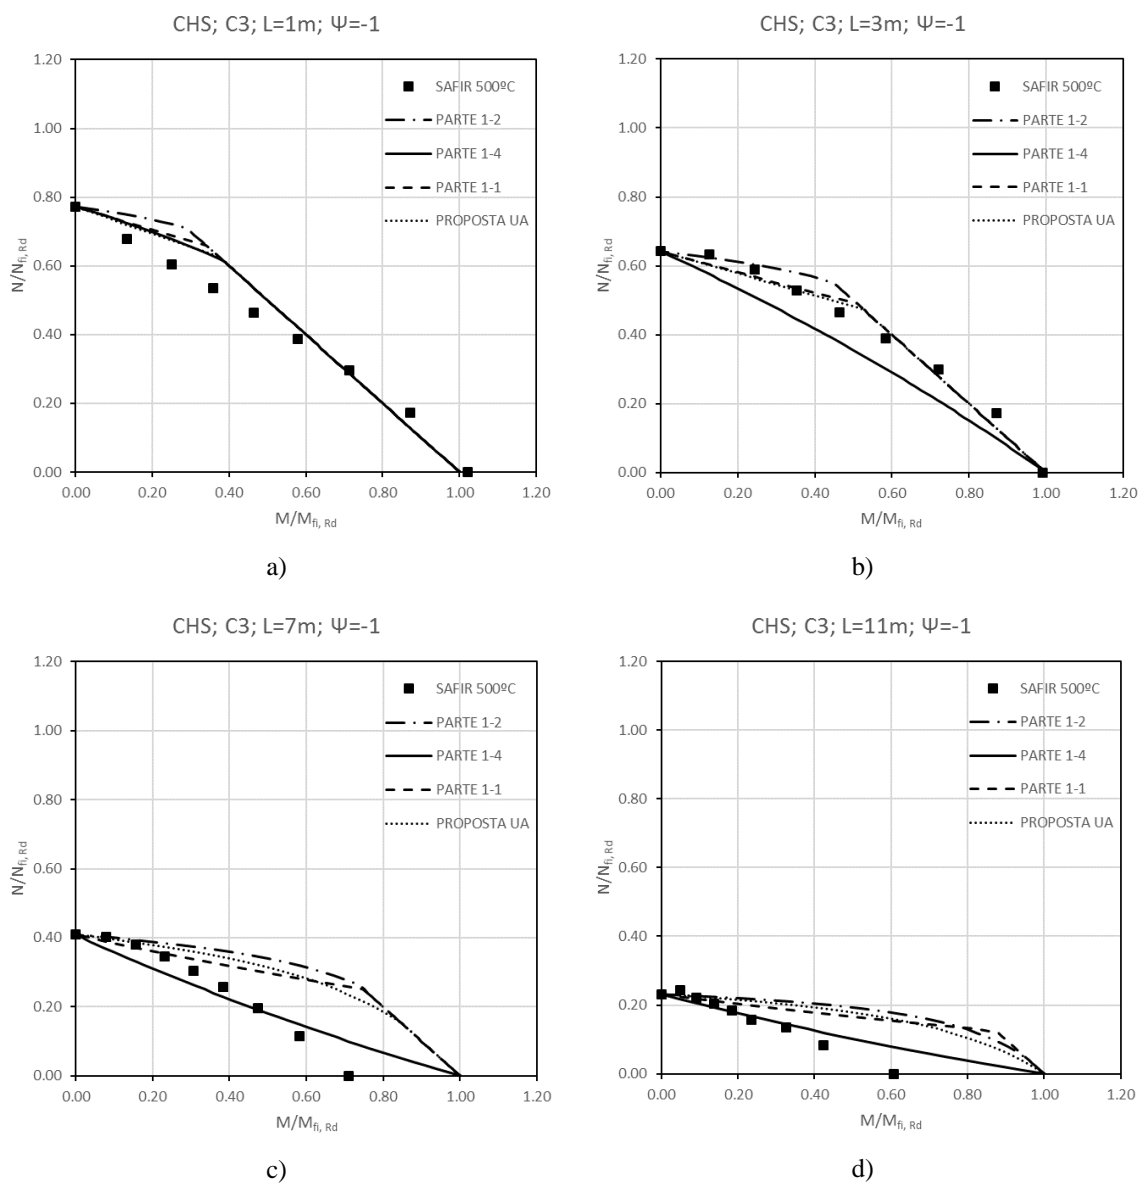 CHS; C3; L=1m; Ψ=-1
1.20
1.00
0.80
0.60
0.40
0.20
0.00
N/Nfi,Rd
SAFIR 500ºC
PARTE 1-2
PARTE 1-4
PARTE 1-1
PROPOSTA UA
0.00 0.20 0.40 0.60 0.80 1.00 1.20
M/Mfi, Rd
a)
CHS; C3; L=3m; Ψ=-1
1.20
1.00
0.80
0.60
0.40
0.20
0.00
N/Nfi,Rd
SAFIR 500ºC
PARTE 1-2
PARTE 1-4
PARTE 1-1
PROPOSTA UA
0.00 0.20 0.40 0.60 0.80 1.00 1.20
M/Mfi, Rd
b)
CHS; C3; L=7m; Ψ=-1
1.20
1.00
0.80
0.60
0.40
0.20
0.00
N/Nfi,Rd
SAFIR 500ºC
PARTE 1-2
PARTE 1-4
PARTE 1-1
PROPOSTA UA
0.00 0.20 0.40 0.60 0.80 1.00 1.20
M/Mfi, Rd
c)
CHS; C3; L=11m; Ψ=-1
1.20
1.00
0.80
0.60
0.40
0.20
0.00
N/Nfi,Rd
SAFIR 500ºC
PARTE 1-2
PARTE 1-4
PARTE 1-1
PROPOSTA UA
0.00 0.20 0.40 0.60 0.80 1.00 1.20
M/Mfi, Rd
d)